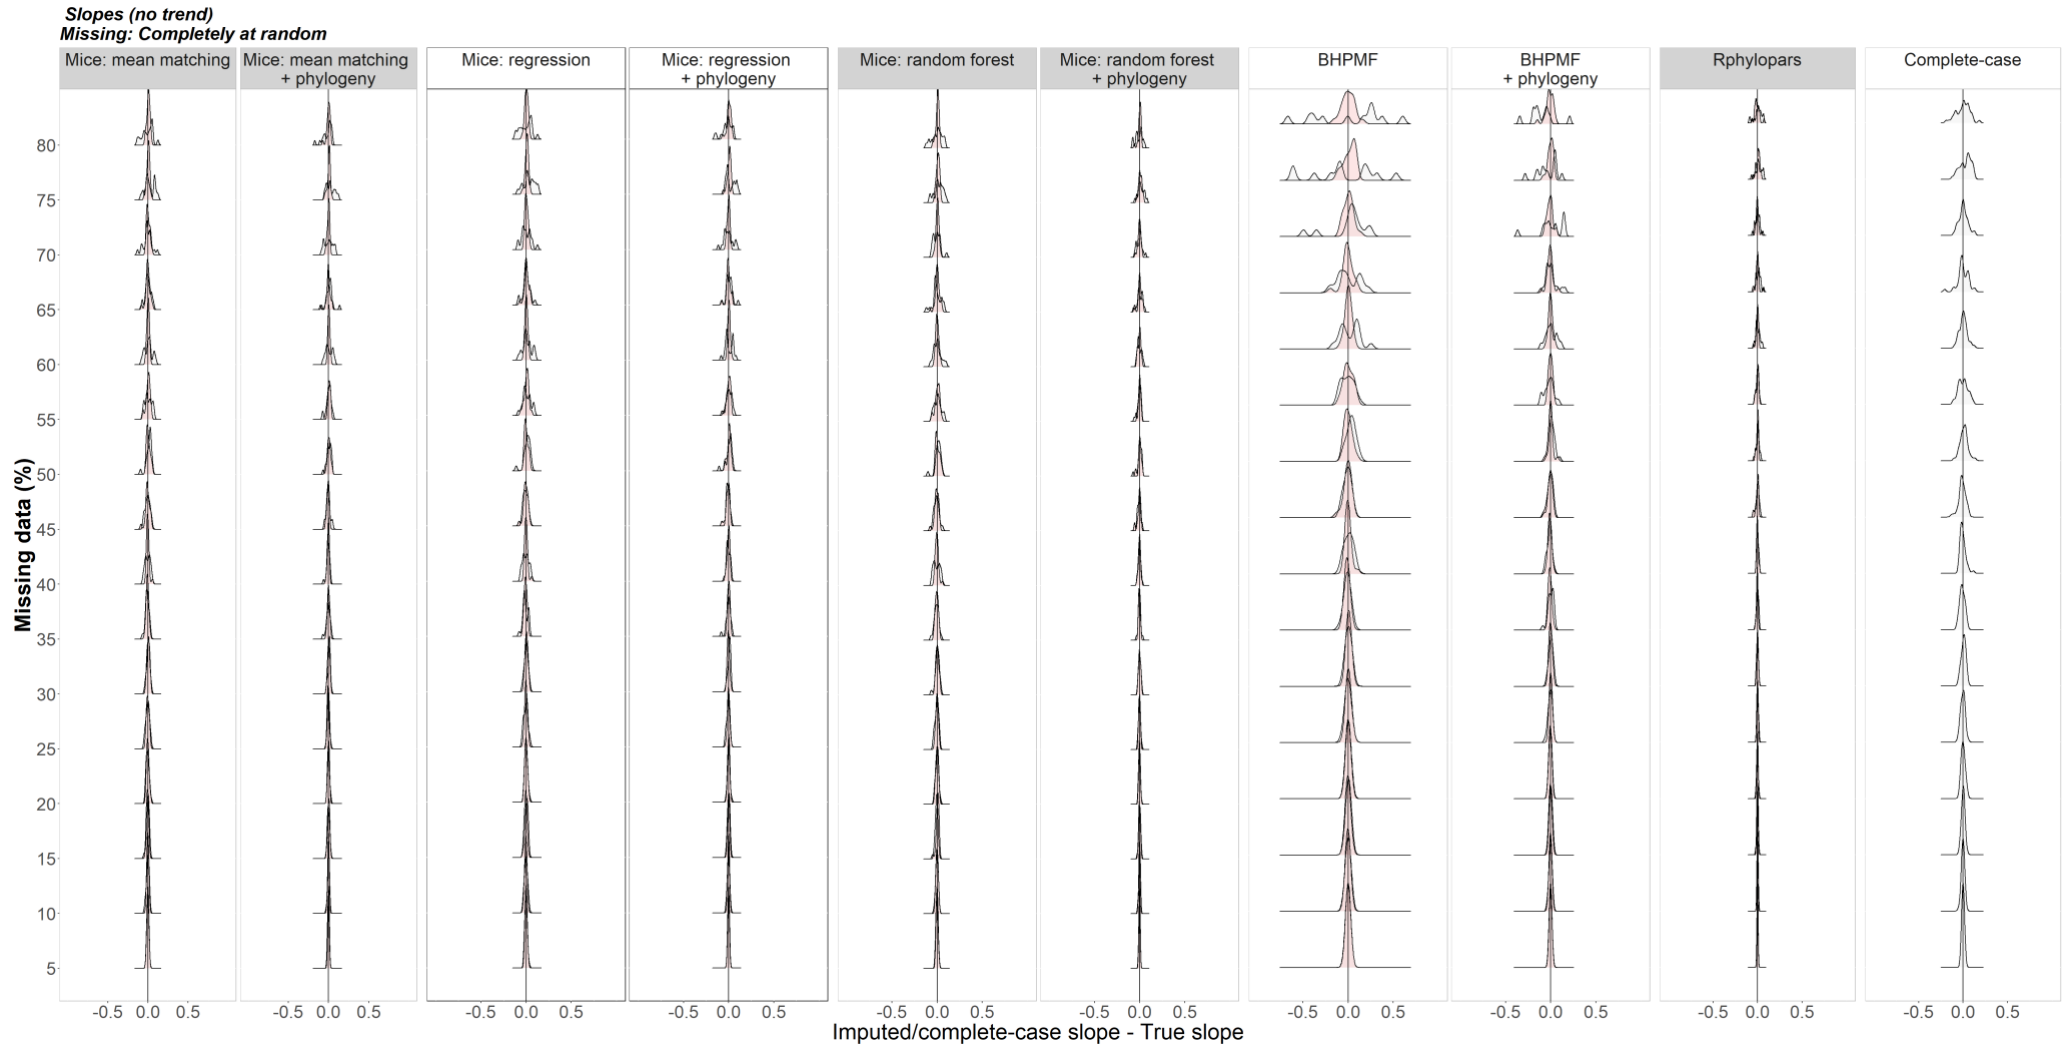 Slopes (no trend)
Missing: Completely at random
Mice: mean matching
Mice: mean matching
+ phylogeny
Mice: regression
Mice: regression
+ phylogeny
Mice: random forest
Mice: random forest
+ phylogeny
BHPMF
BHPMF
+ phylogeny
Rphylopars
Complete-case
Missing data (%)
80
75
70
65
60
55
50
45
40
35
30
25
20
15
10
5
-0.5 0.0 0.5
-0.5 0.0 0.5
-0.5 0.0 0.5
-0.5 0.0 0.5
-0.5 0.0 0.5
-0.5 0.0 0.5
-0.5 0.0 0.5
-0.5 0.0 0.5
-0.5 0.0 0.5
-0.5 0.0 0.5
Imputed/complete-case slope - True slope